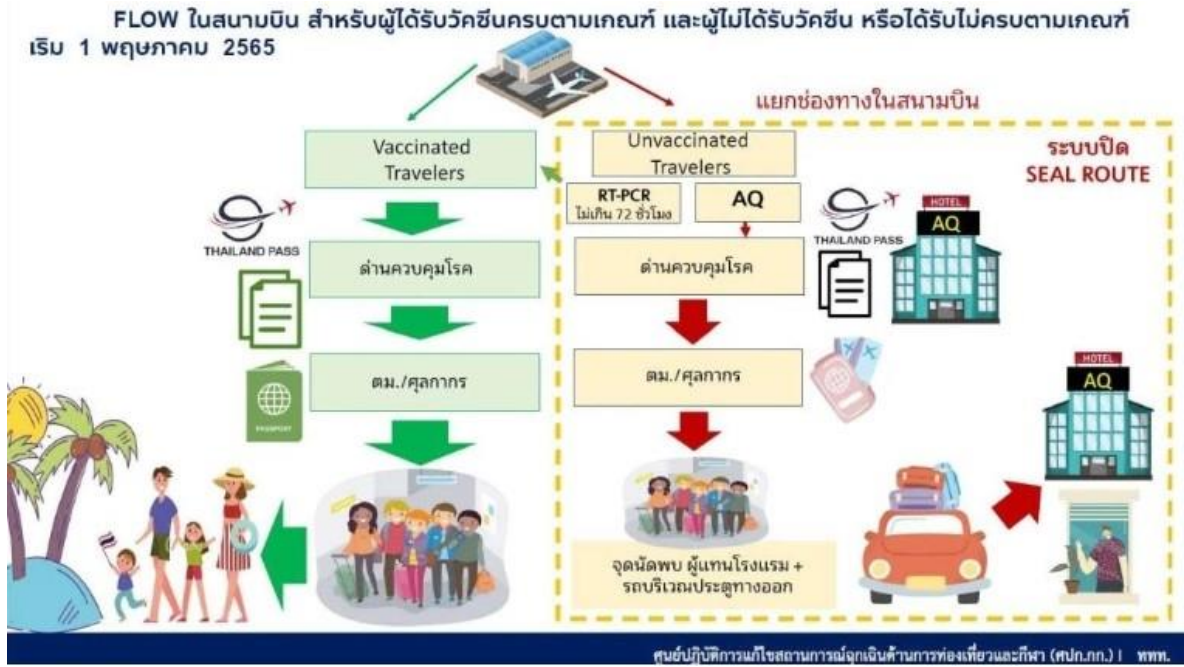 FLOW ในสนามบิน สำหรับผู้ได้รับวัคซีนครบตามเกณฑ์ และผู้ไม่ได้รับวัคซีน หรือได้รับไม่ครบตามเกณฑ์
เริ่ม 1 พฤษภาคม 2565
แยกช่องทางในสนามบิน
Vaccinated
Travelers
Unvaccinated
Travelers
ระบบปิด
SEAL ROUTE
RT-PCR
ไม่เกิน 72 ชั่วโมง
AQ
THAILAND PASS
THAILAND PASS
HOTEL
AQ
ด่านควบคุมโรค
ด่านควบคุมโรค
ตม./ศุลกากร
ตม./ศุลกากร
PASSPORT
HOTEL
AQ
จุดนัดพบ ผู้แทนโรงแรม +
รถบริเวณประตูทางออก
ศูนย์ปฏิบัติการแก้ไขสถานการณ์ฉุกเฉินด้านการท่องเที่ยวและกีฬา (ศปก.กก.) | ททท.